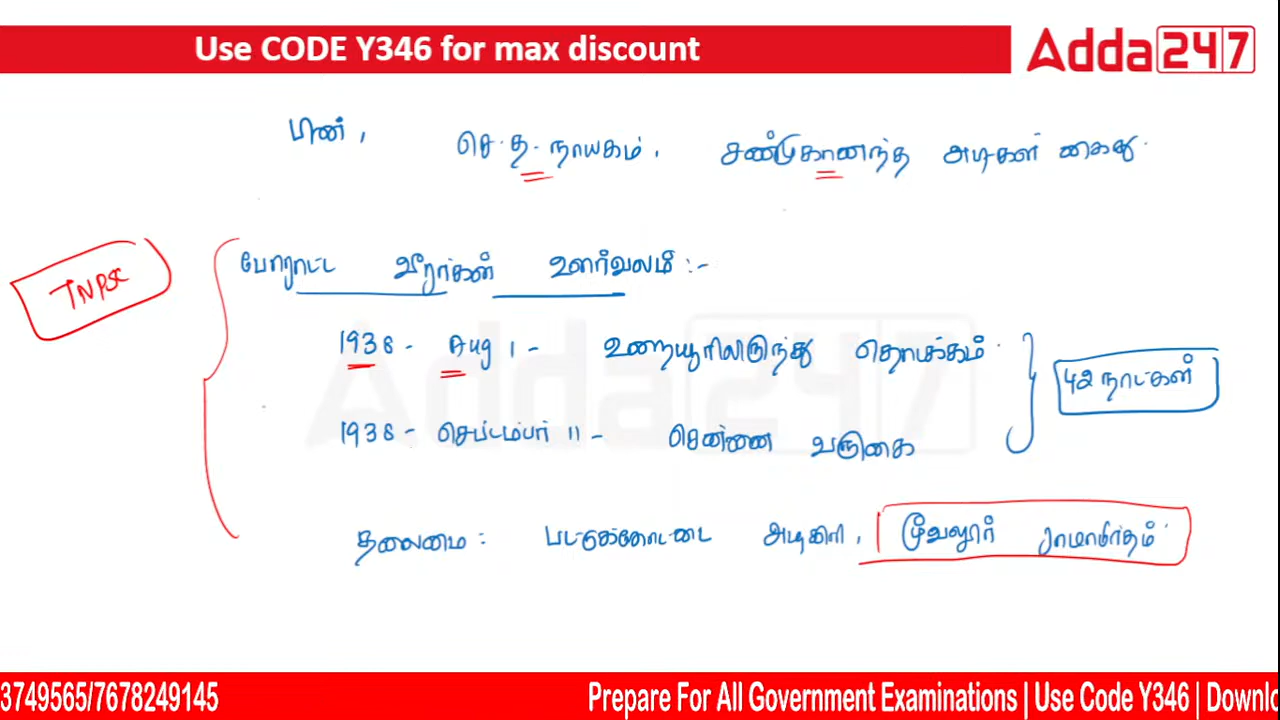 Use CODE Y346 for max discount
Adda247
பின், செ.த.நாயகம், சண்முகானந்த அடிகள் கைது.
போராட்ட வீரர்கள் ஊர்வலம் :-
TNPSC
1938 - Aug 1 - உறையூரிலிருந்து தொடக்கம்.
42 நாட்கள்
1938 - செப்டம்பர் 11 - சென்னை வருகை
தலைமை : பட்டுக்கோட்டை அழகிரி, மூவலூர் ராமாமிர்தம்
Adda247
3749565/7678249145
Prepare For All Government Examinations | Use Code Y346 | Downlo